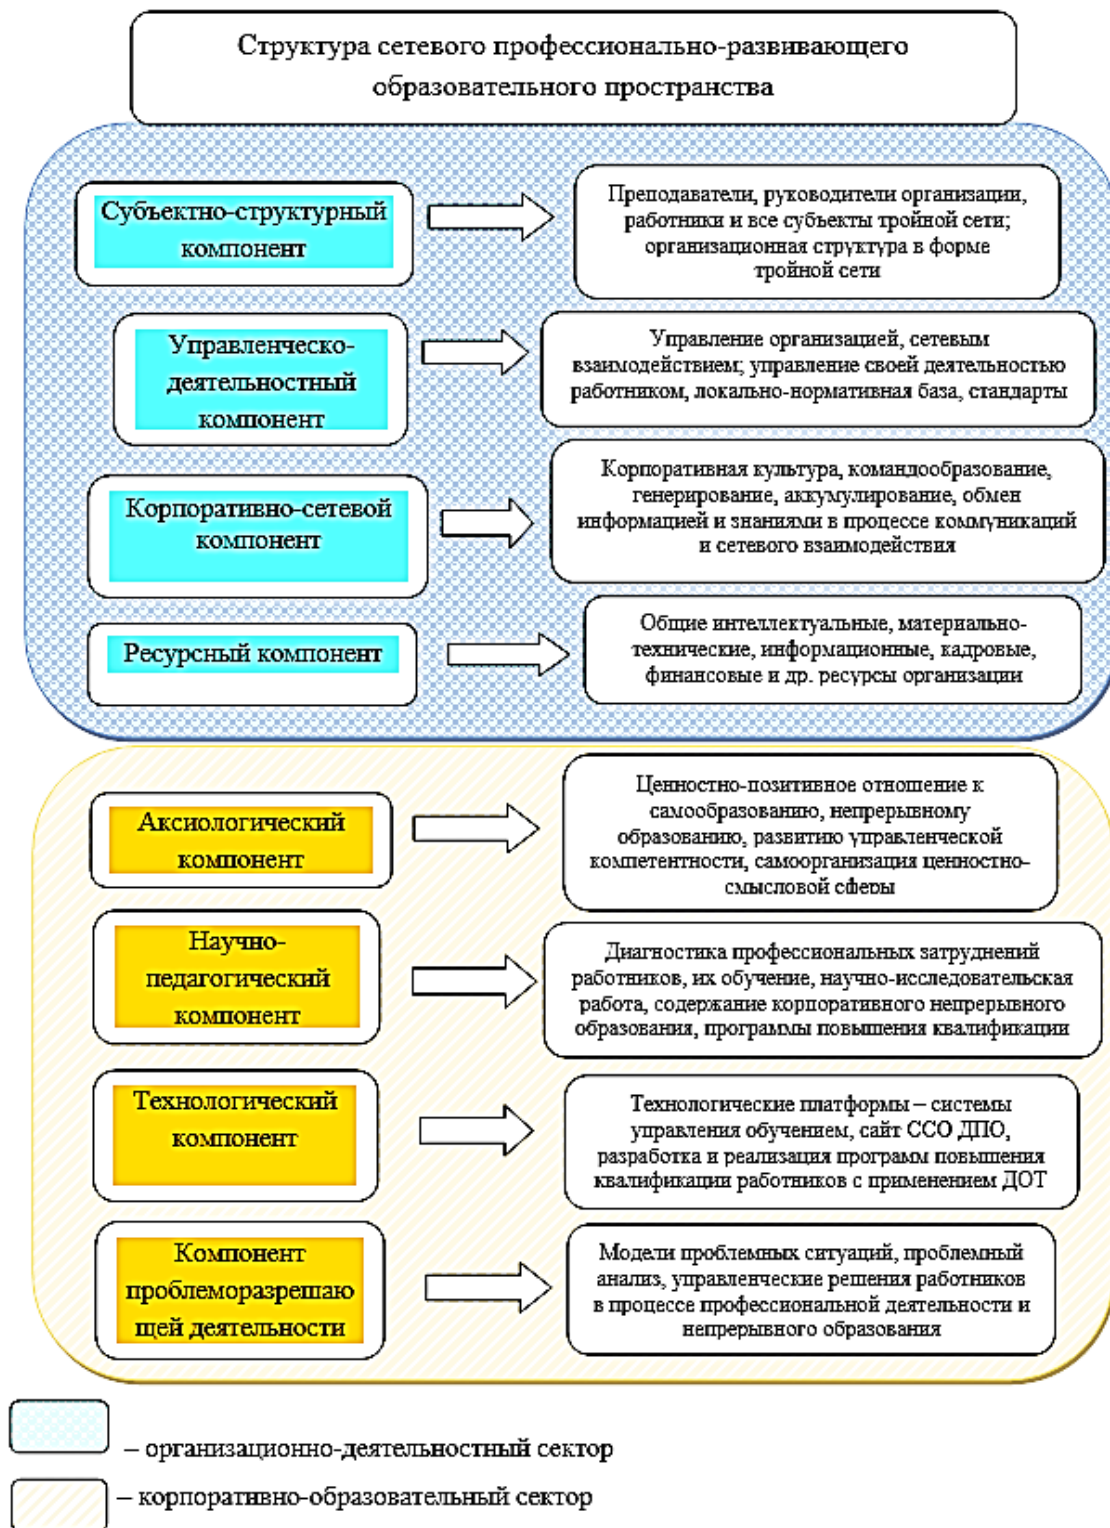 Структура сетевого профессионально-развивающего
образовательного пространства
Субъектно-структурный
компонент
Преподаватели, руководители организации,
работники и все субъекты тройной сети;
организационная структура в форме
тройной сети
Управленческо-
деятельностный
компонент
Управление организацией, сетевым
взаимодействием; управление своей деятельностью
работником, локально-нормативная база, стандарты
Корпоративно-сетевой
компонент
Корпоративная культура, командообразование,
генерирование, аккумулирование, обмен
информацией и знаниями в процессе коммуникаций
и сетевого взаимодействия
Ресурсный компонент
Общие интеллектуальные, материально-
технические, информационные, кадровые,
финансовые и др. ресурсы организации
Аксиологический
компонент
Ценностно-позитивное отношение к
самообразованию, непрерывному
образованию, развитию управленческой
компетентности, самоорганизация ценностно-
смысловой сферы
Научно-
педагогический
компонент
Диагностика профессиональных затруднений
работников, их обучение, научно-исследовательская
работа, содержание корпоративного непрерывного
образования, программы повышения квалификации
Технологический
компонент
Технологические платформы – системы
управления обучением, сайт ССО ДПО,
разработка и реализация программ повышения
квалификации работников с применением ДОТ
Компонент
проблеморазрешаю
щей деятельности
Модели проблемных ситуаций, проблемный
анализ, управленческие решения работников
в процессе профессиональной деятельности и
непрерывного образования
– организационно-деятельностный сектор
– корпоративно-образовательный сектор